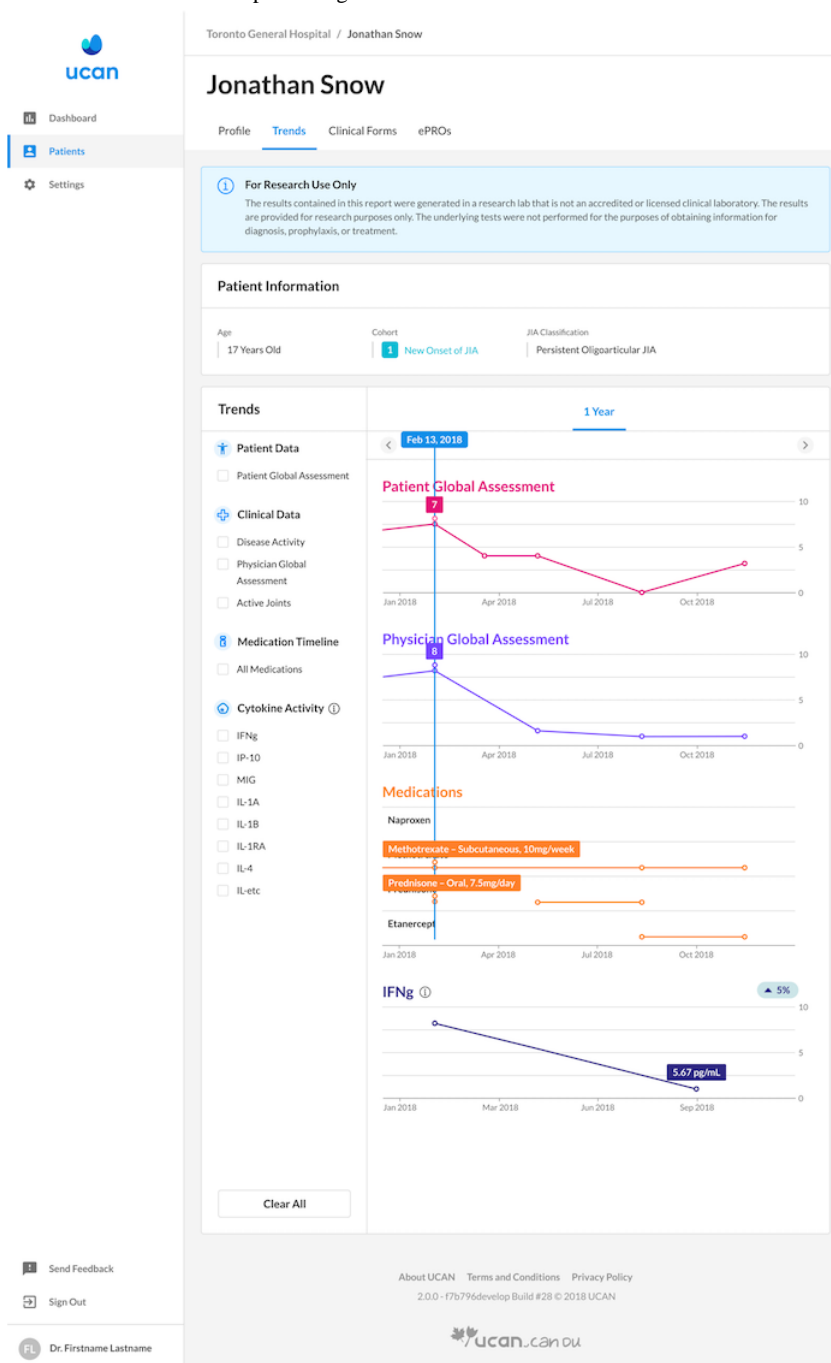 Toronto General Hospital / Jonathan Snow
ucan
Jonathan Snow
Dashboard
Patients
Settings
Profile Trends Clinical Forms ePROs
For Research Use Only
The results contained in this report were generated in a research lab that is not an accredited or licensed clinical laboratory. The results
are provided for research purposes only. The underlying tests were not performed for the purposes of obtaining information for
diagnosis, prophylaxis, or treatment.
Patient Information
Age Cohort JIA Classification
17 Years Old 1 New Onset of JIA Persistent Oligoarticular JIA
Trends
Patient Data
Patient Global Assessment
Clinical Data
Disease Activity
Physician Global
Assessment
Active Joints
Medication Timeline
All Medications
Cytokine Activity
IFNg
IP-10
MIG
IL-1A
IL-1B
IL-1RA
IL-4
IL-etc
Clear All
1 Year
Feb 13, 2018
Patient Global Assessment
7
10
5
0
Jan 2018 Apr 2018 Jul 2018 Oct 2018
Physician Global Assessment
8
10
5
0
Jan 2018 Apr 2018 Jul 2018 Oct 2018
Medications
Naproxen
Methotrexate – Subcutaneous, 10mg/week
Prednisone – Oral, 7.5mg/day
Etanercept
Jan 2018 Apr 2018 Jul 2018 Oct 2018
IFNg
5%
10
5
5.67 pg/mL
0
Jan 2018 Mar 2018 Jun 2018 Sep 2018
Send Feedback
Sign Out
FL Dr. Firstname Lastname
About UCAN Terms and Conditions Privacy Policy
2.0.0 - f7b796develop Build #28 © 2018 UCAN
ucan can du